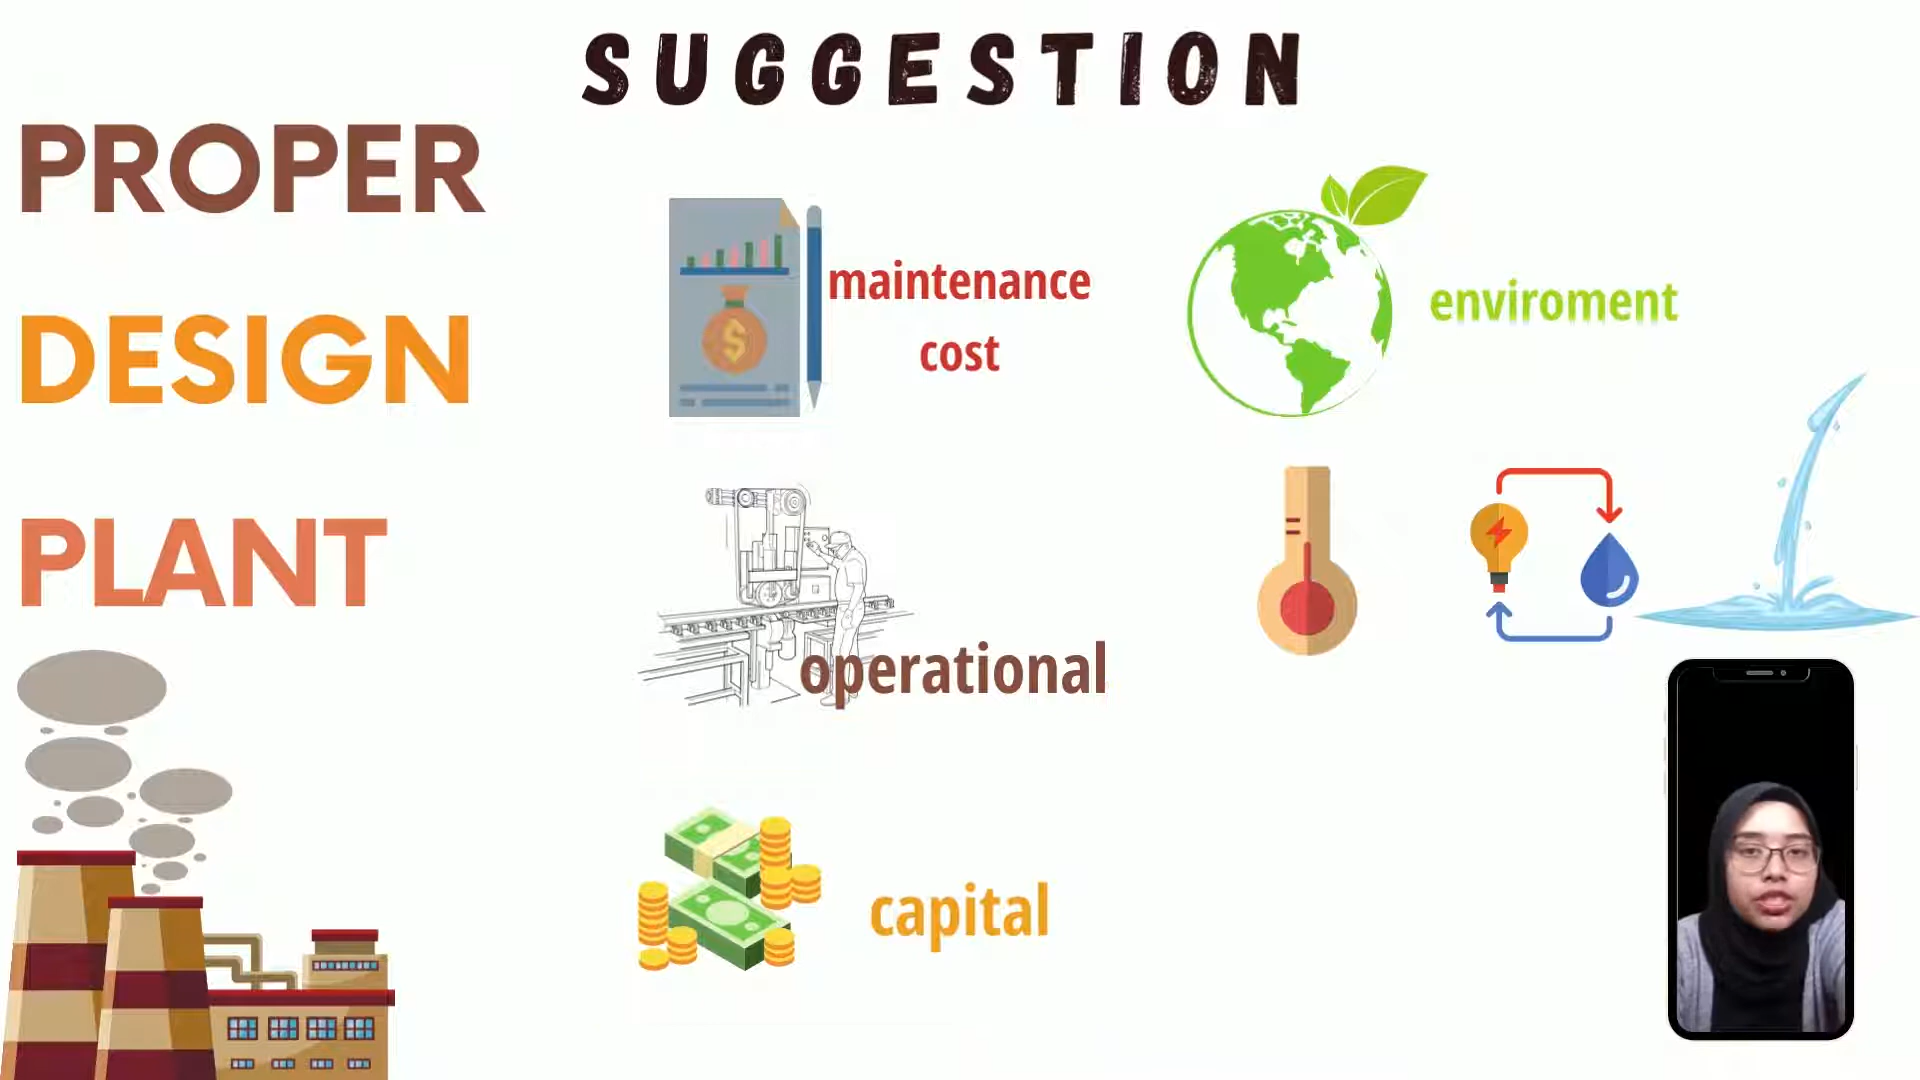 SUGGESTION
PROPER
DESIGN
PLANT
maintenance
cost
enviroment
operational
capital